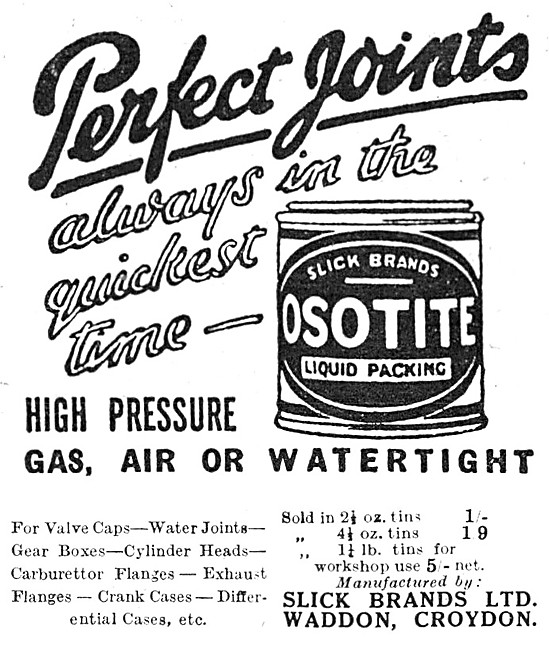 Perfect Joints
always in the
quickest
time —
SLICK BRANDS
OSOTITE
LIQUID PACKING
HIGH PRESSURE
GAS, AIR OR WATERTIGHT
For Valve Caps—Water Joints—
Gear Boxes—Cylinder Heads—
Carburettor Flanges — Exhaust
Flanges — Crank Cases — Differ-
ential Cases, etc.
Sold in 2½ oz. tins 1/-
„ 4½ oz. tins 1 9
„ 1¼ lb. tins for
workshop use 5/- net.
Manufactured by:
SLICK BRANDS LTD.
WADDON, CROYDON.